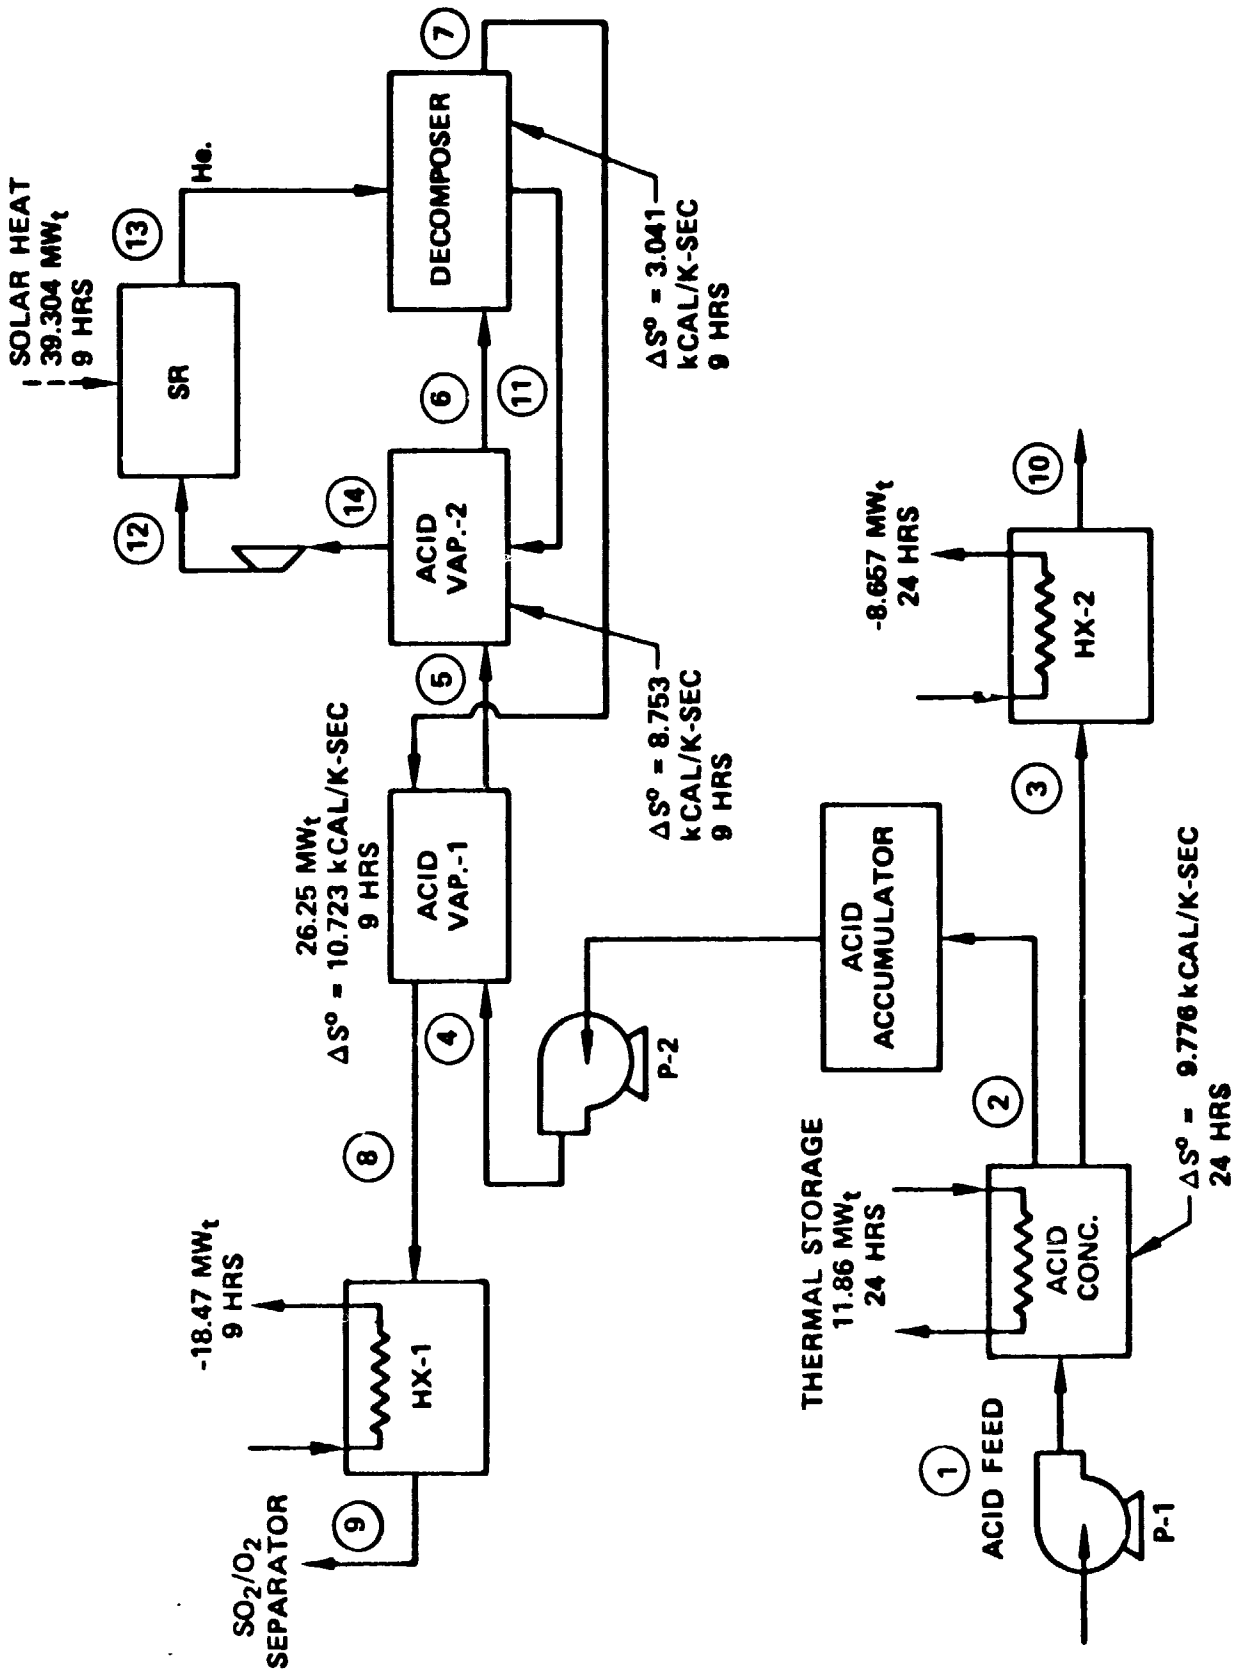 SO₂/O₂
SEPARATOR
9
-18.47 MWt
9 HRS
HX-1
8
26.25 MWt
ΔS° = 10.723 kCAL/K-SEC
9 HRS
ACID
VAP.-1
4
5
P-2
SOLAR HEAT
39.304 MWt
9 HRS
SR
12
13
He.
14
ACID
VAP.-2
6
11
DECOMPOSER
7
ΔS° = 8.753
kCAL/K-SEC
9 HRS
ΔS° = 3.041
kCAL/K-SEC
9 HRS
1
ACID FEED
P-1
THERMAL STORAGE
11.86 MWt
24 HRS
ACID
CONC.
2
ACID
ACCUMULATOR
ΔS° = 9.776 kCAL/K-SEC
24 HRS
3
-8.657 MWt
24 HRS
HX-2
10